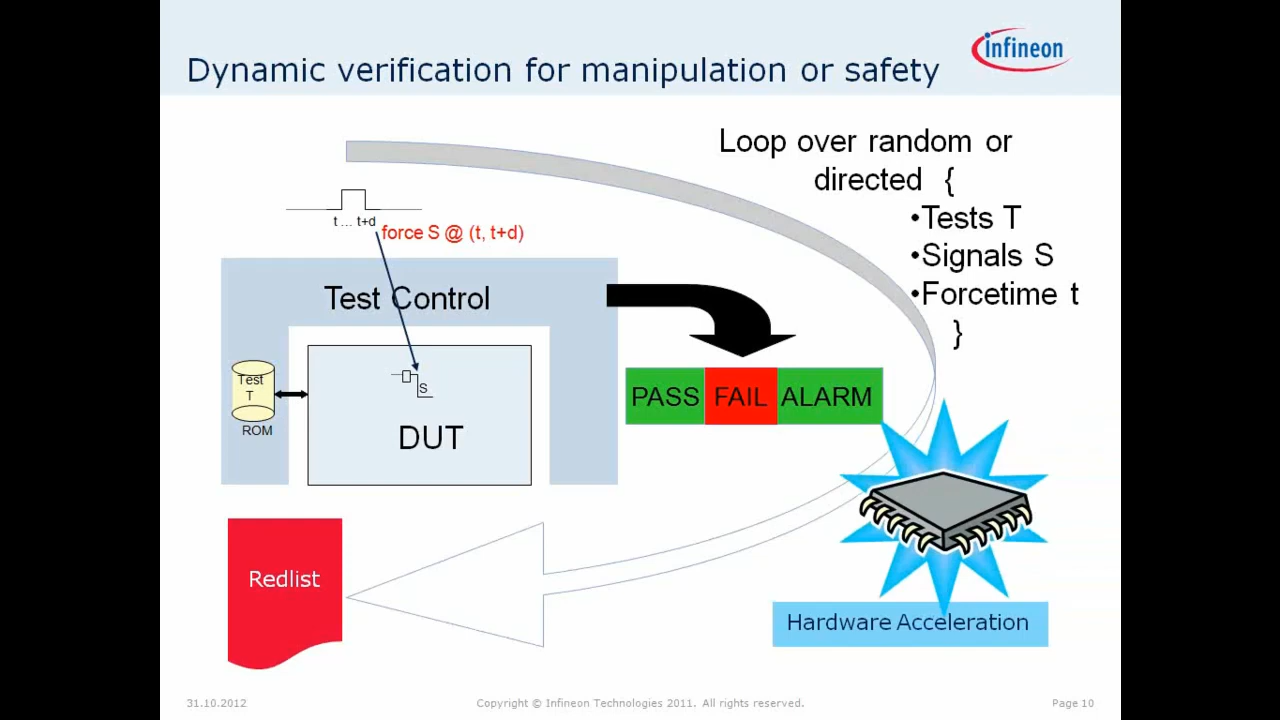 infineon
Dynamic verification for manipulation or safety
Loop over random or
directed {
•Tests T
•Signals S
•Forcetime t
}
t ... t+d
force S @ (t, t+d)
Test Control
Test
T
ROM
S
DUT
PASS FAIL ALARM
Redlist
Hardware Acceleration
31.10.2012
Copyright © Infineon Technologies 2011. All rights reserved.
Page 10